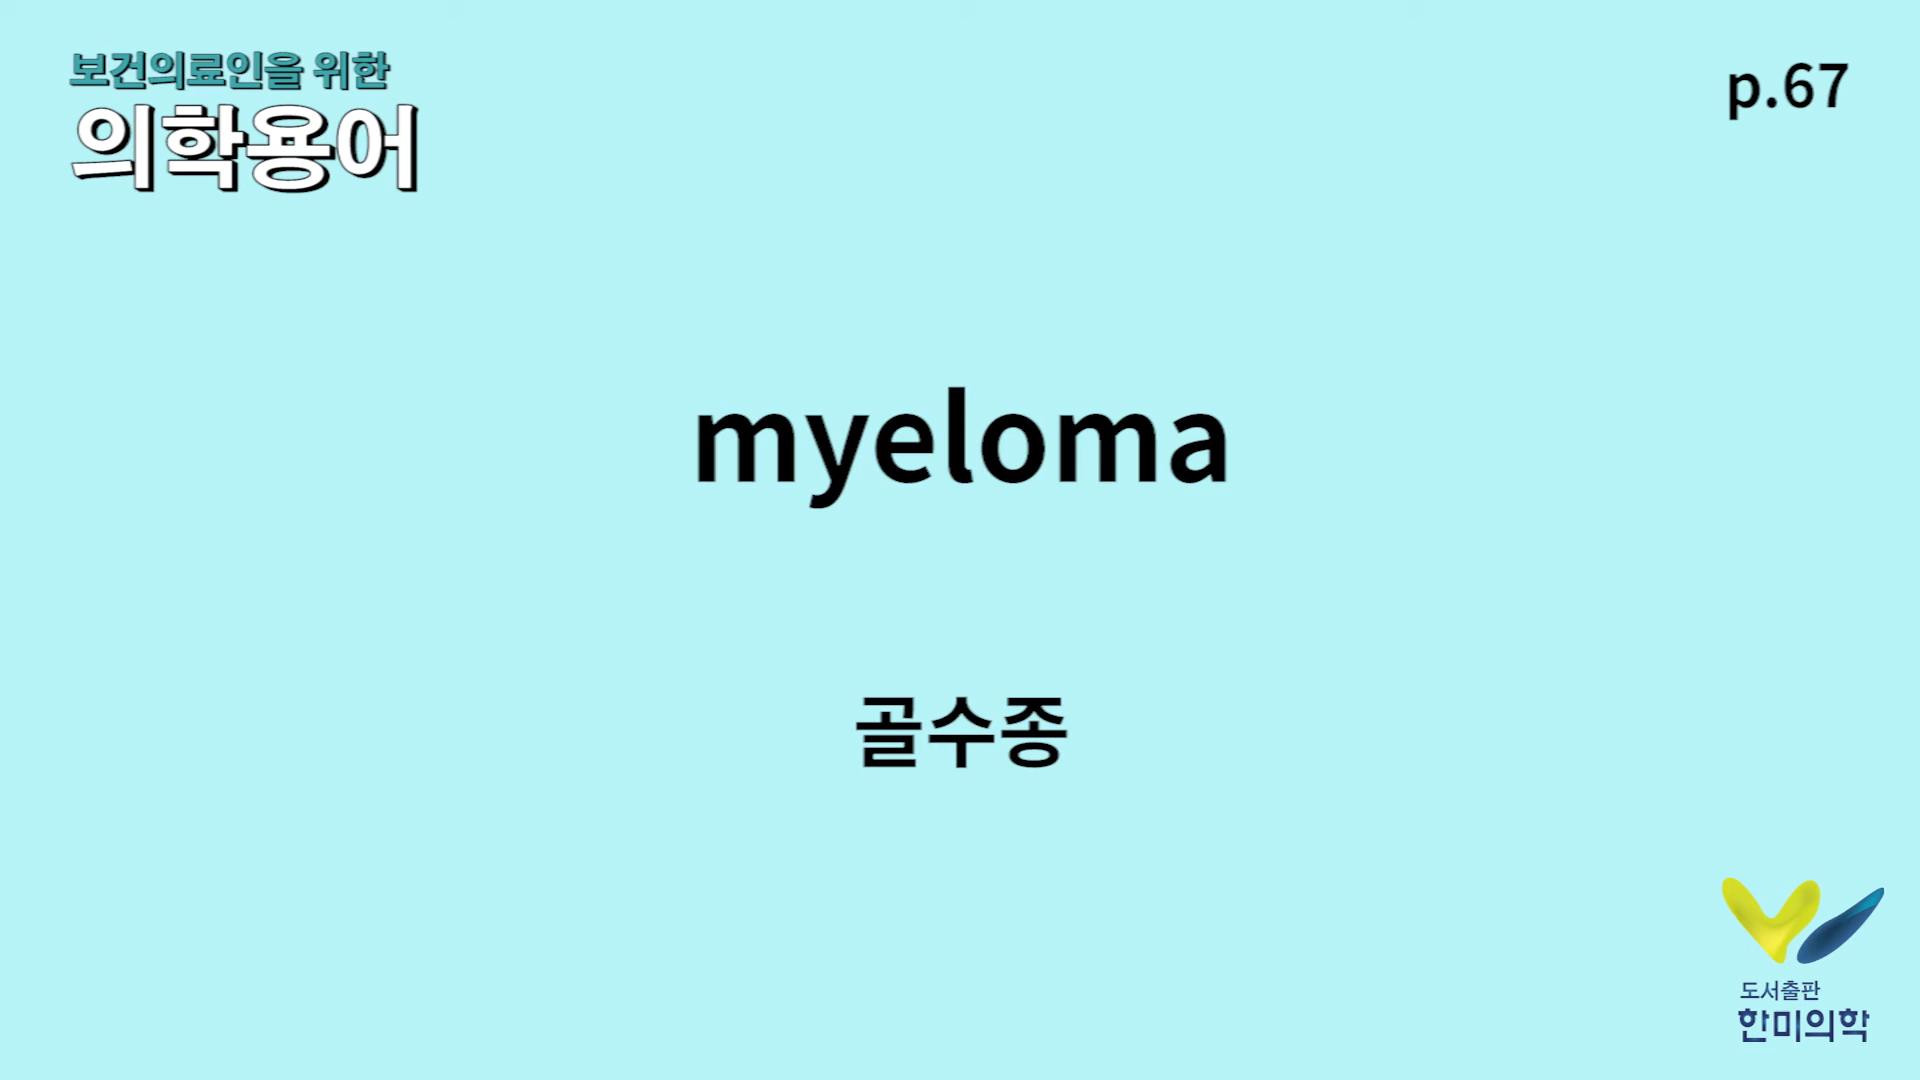 보건의료인을 위한
의학용어
p.67
myeloma
골수종
도서출판
한미의학